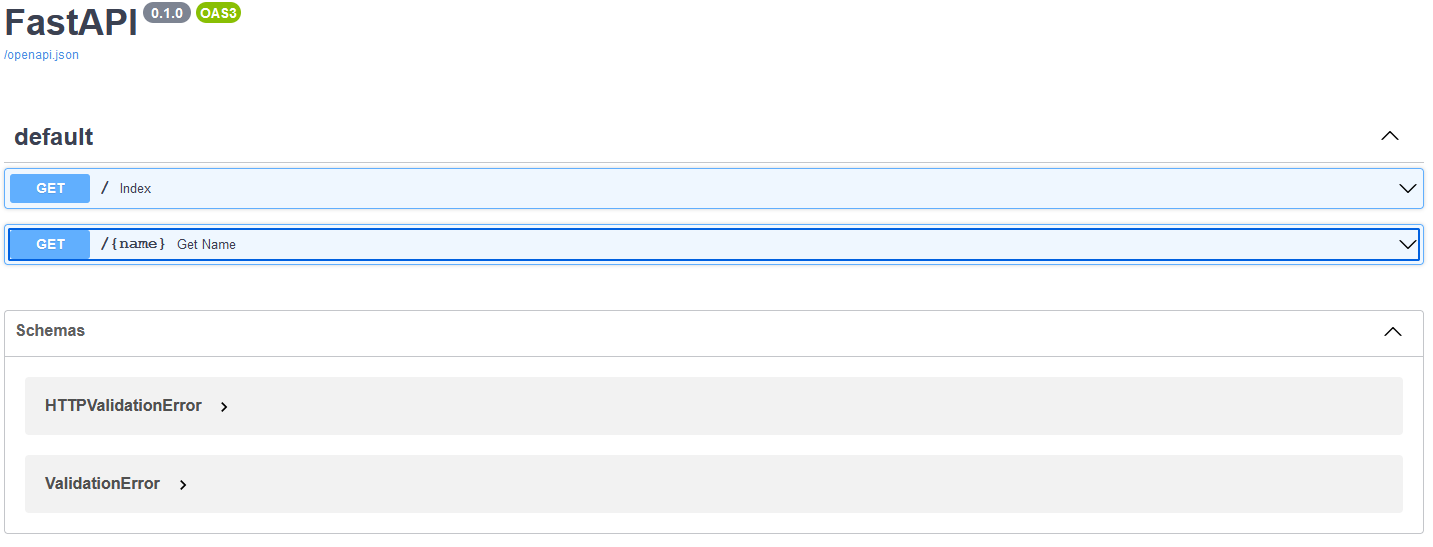 FastAPI 0.1.0 OAS3
/openapi.json
default
GET / Index
GET /{name} Get Name
Schemas
HTTPValidationError
ValidationError